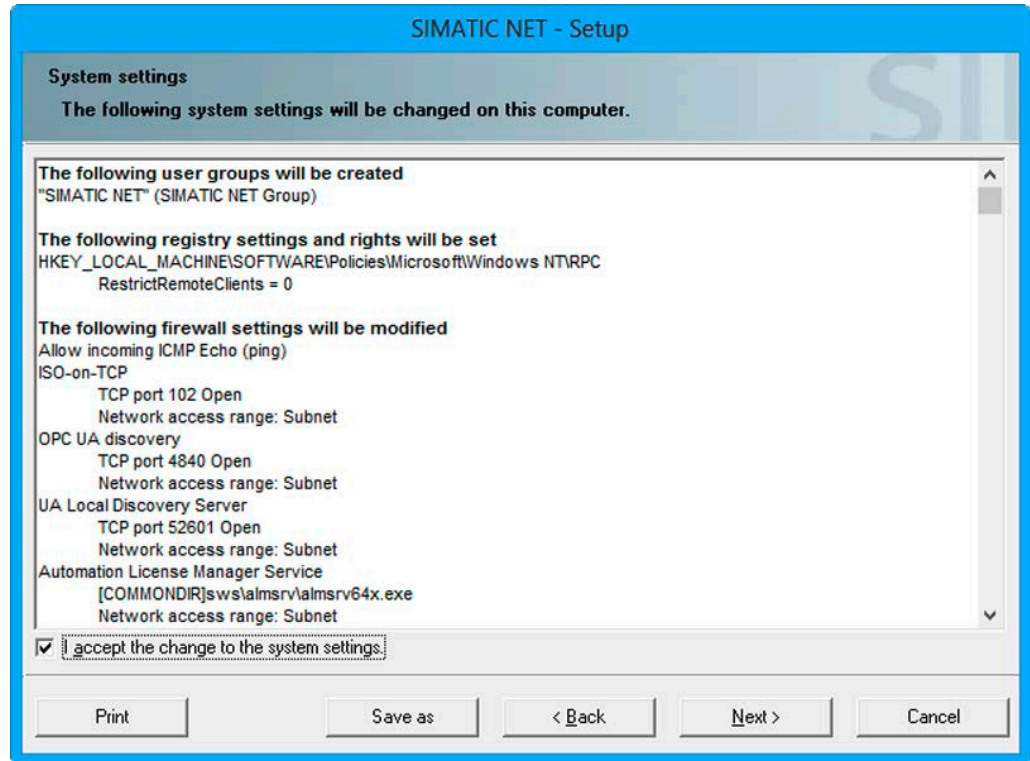 SIMATIC NET - Setup
System settings
The following system settings will be changed on this computer.
SI
The following user groups will be created
"SIMATIC NET" (SIMATIC NET Group)
The following registry settings and rights will be set
HKEY_LOCAL_MACHINE\SOFTWARE\Policies\Microsoft\Windows NT\RPC
RestrictRemoteClients = 0
The following firewall settings will be modified
Allow incoming ICMP Echo (ping)
ISO-on-TCP
TCP port 102 Open
Network access range: Subnet
OPC UA discovery
TCP port 4840 Open
Network access range: Subnet
UA Local Discovery Server
TCP port 52601 Open
Network access range: Subnet
Automation License Manager Service
[COMMONDIR]sws\almsrv\almsrv64x.exe
Network access range: Subnet
I accept the change to the system settings.
Print
Save as
< Back
Next >
Cancel